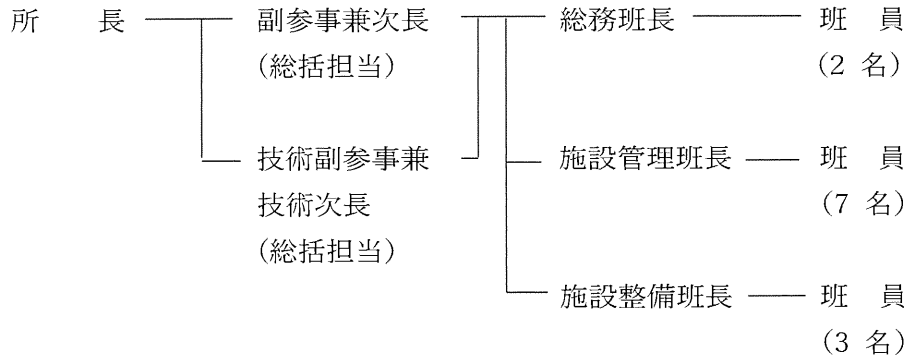 所　　長
副参事兼次長
(総括担当)
技術副参事兼
技術次長
(総括担当)
総務班長
班　員
(2 名)
施設管理班長
班　員
(7 名)
施設整備班長
班　員
(3 名)